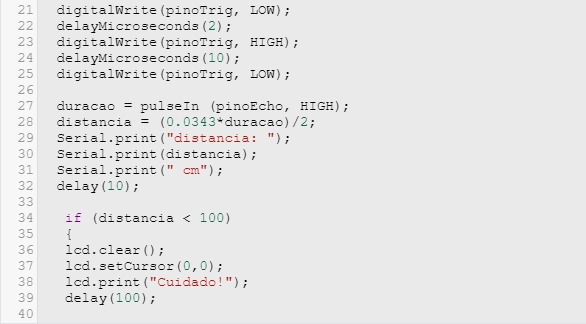 21 digitalWrite(pinoTrig, LOW);
22 delayMicroseconds(2);
23 digitalWrite(pinoTrig, HIGH);
24 delayMicroseconds(10);
25 digitalWrite(pinoTrig, LOW);
26
27 duracao = pulseIn (pinoEcho, HIGH);
28 distancia = (0.0343*duracao)/2;
29 Serial.print("distancia: ");
30 Serial.print(distancia);
31 Serial.print(" cm");
32 delay(10);
33
34 if (distancia < 100)
35 {
36 lcd.clear();
37 lcd.setCursor(0,0);
38 lcd.print("Cuidado!");
39 delay(100);
40